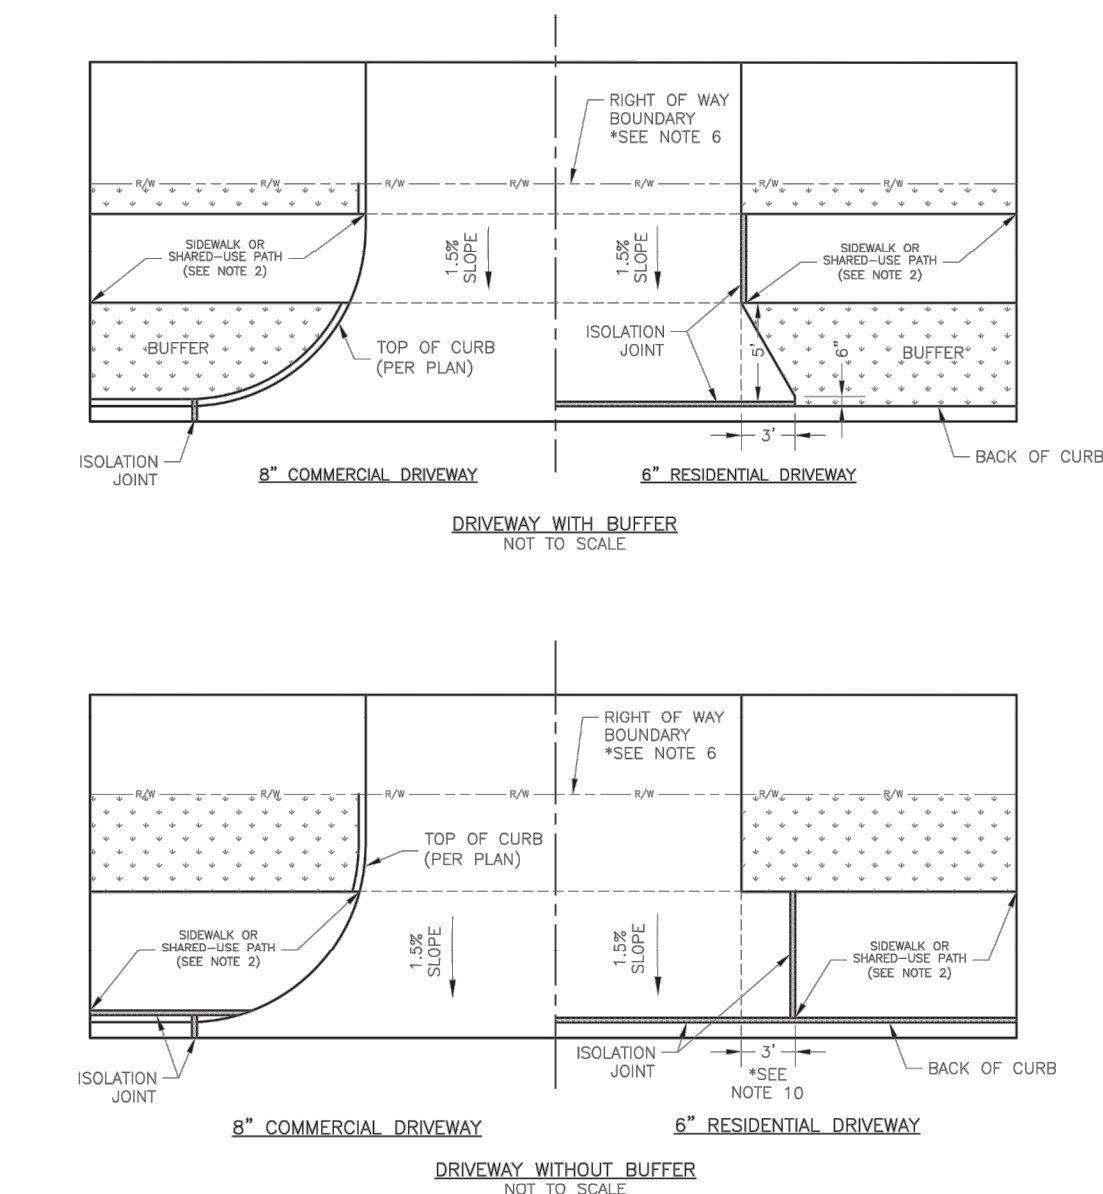 RIGHT OF WAY
BOUNDARY
*SEE NOTE 6
R/W R/W R/W R/W R/W R/W R/W
SIDEWALK OR
SHARED-USE PATH
(SEE NOTE 2)
1.5%
SLOPE
1.5%
SLOPE
SIDEWALK OR
SHARED-USE PATH
(SEE NOTE 2)
BUFFER
TOP OF CURB
(PER PLAN)
ISOLATION
JOINT
5'
6"
BUFFER
3'
ISOLATION
JOINT
BACK OF CURB
8" COMMERCIAL DRIVEWAY
6" RESIDENTIAL DRIVEWAY
DRIVEWAY WITH BUFFER
NOT TO SCALE
RIGHT OF WAY
BOUNDARY
*SEE NOTE 6
R/W R/W R/W R/W R/W R/W R/W
TOP OF CURB
(PER PLAN)
SIDEWALK OR
SHARED-USE PATH
(SEE NOTE 2)
1.5%
SLOPE
1.5%
SLOPE
SIDEWALK OR
SHARED-USE PATH
(SEE NOTE 2)
ISOLATION
JOINT
ISOLATION
JOINT
3'
*SEE
NOTE 10
BACK OF CURB
8" COMMERCIAL DRIVEWAY
6" RESIDENTIAL DRIVEWAY
DRIVEWAY WITHOUT BUFFER
NOT TO SCALE